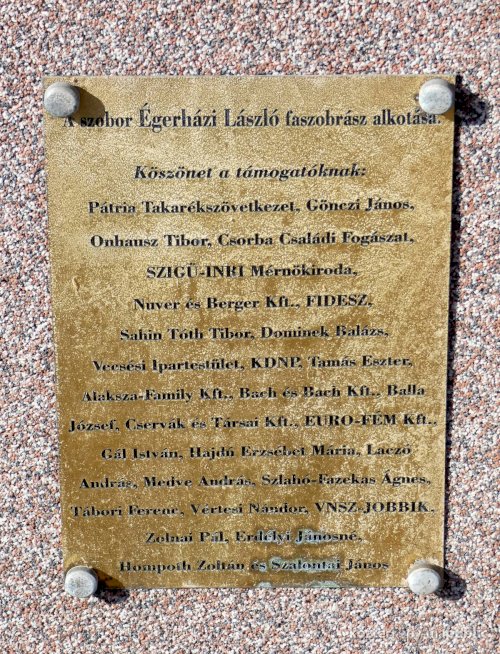 A szobor Égerházi László faszobrász alkotása.
Köszönet a támogatóknak:
Pátria Takarékszövetkezet, Gönczi János,
Onhausz Tibor, Csorba Családi Fogászat,
SZIGÜ-INRI Mérnökiroda,
Nuver és Berger Kft., FIDESZ,
Sahin Tóth Tibor, Dominek Balázs,
Vecsési Ipartestület, KDNP, Tamás Eszter,
Alaksza-Family Kft., Bach és Bach Kft., Balla
József, Cservák és Társai Kft., EURO-FÉM Kft.,
Gál István, Hajdú Erzsébet Mária, Laczó
András, Medve András, Szlahó-Fazekas Ágnes,
Tábori Ferenc, Vértesi Nándor, VNSZ-JOBBIK,
Zolnai Pál, Erdélyi Jánosné,
Hompoth Zoltán és Szalontai János